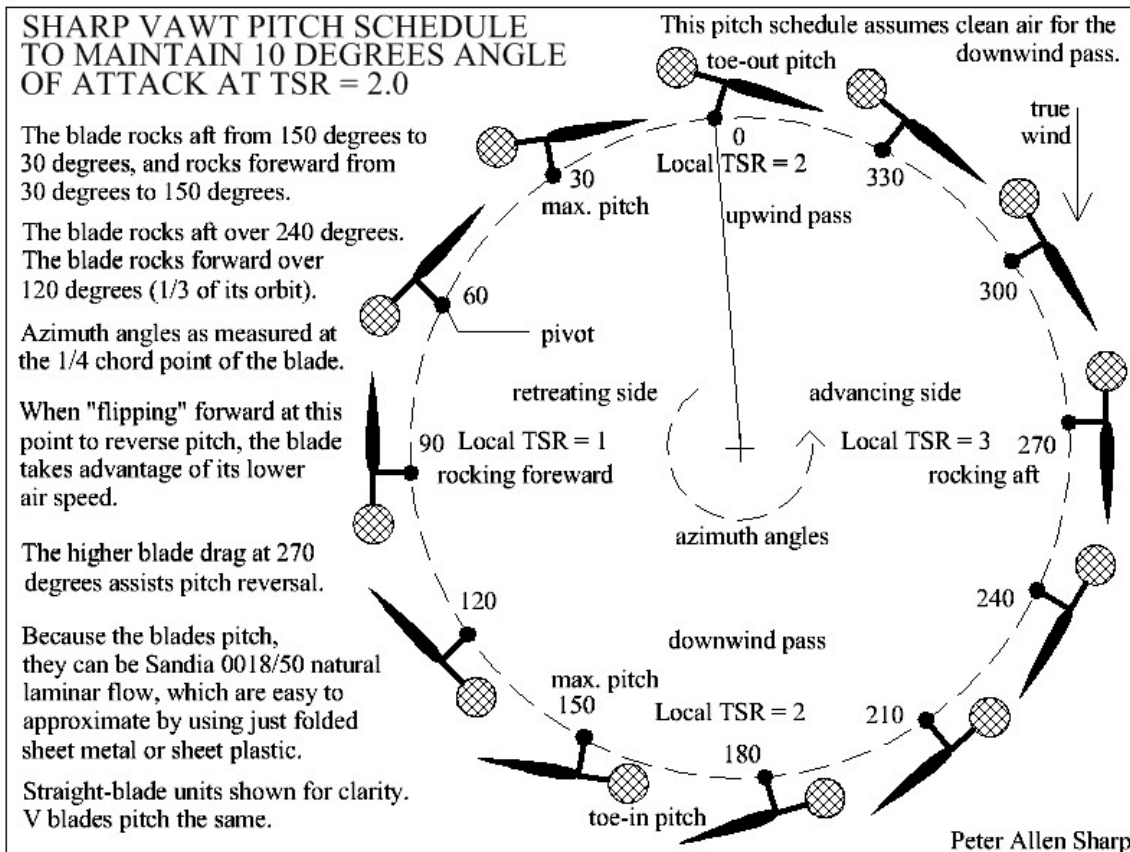 SHARP VAWT PITCH SCHEDULE
TO MAINTAIN 10 DEGREES ANGLE
OF ATTACK AT TSR = 2.0
This pitch schedule assumes clean air for the
downwind pass.
toe-out pitch
true
wind
The blade rocks aft from 150 degrees to
30 degrees, and rocks foreward from
30 degrees to 150 degrees.
The blade rocks aft over 240 degrees.
The blade rocks forward over
120 degrees (1/3 of its orbit).
Azimuth angles as measured at
the 1/4 chord point of the blade.
When "flipping" forward at this
point to reverse pitch, the blade
takes advantage of its lower
air speed.
The higher blade drag at 270
degrees assists pitch reversal.
Because the blades pitch,
they can be Sandia 0018/50 natural
laminar flow, which are easy to
approximate by using just folded
sheet metal or sheet plastic.
Straight-blade units shown for clarity.
V blades pitch the same.
0
Local TSR = 2
upwind pass
30
max. pitch
330
300
60
pivot
retreating side
advancing side
90
Local TSR = 1
rocking foreward
Local TSR = 3
270
rocking aft
azimuth angles
120
240
downwind pass
max. pitch
150
Local TSR = 2
210
180
toe-in pitch
Peter Allen Sharp